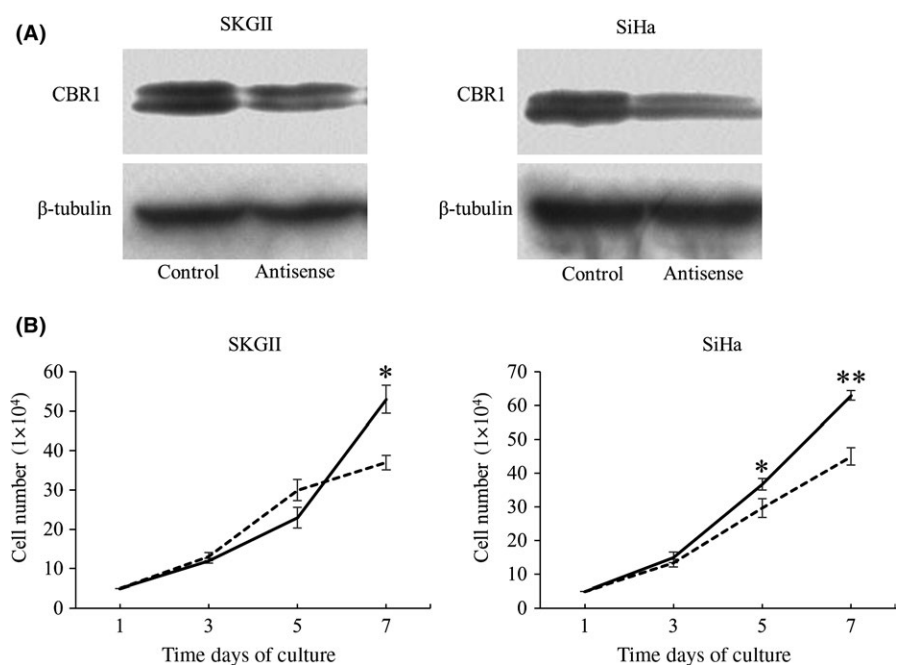 (A)
SKGII
SiHa
CBR1
CBR1
β-tubulin
β-tubulin
Control Antisense
Control Antisense
(B)
SKGII
SiHa
Cell number (1×10⁴)
60
50
40
30
20
10
0
*
1 3 5 7
Time days of culture
Cell number (1×10⁴)
70
60
50
40
30
20
10
0
*
**
1 3 5 7
Time days of culture